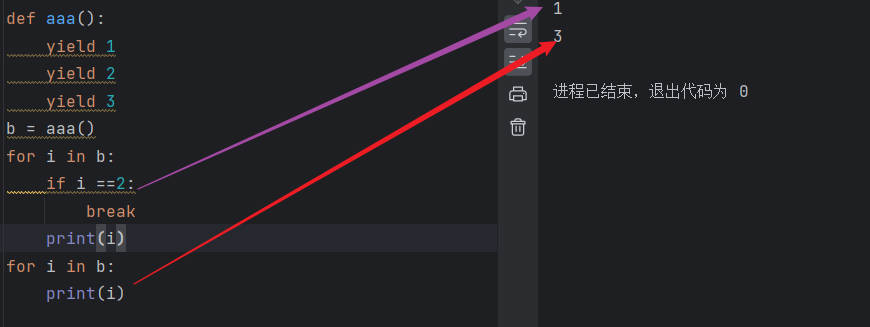 def aaa():
    yield 1
    yield 2
    yield 3
b = aaa()
for i in b:
    if i ==2:
        break
    print(i)
for i in b:
    print(i)
1
3
进程已结束，退出代码为 0